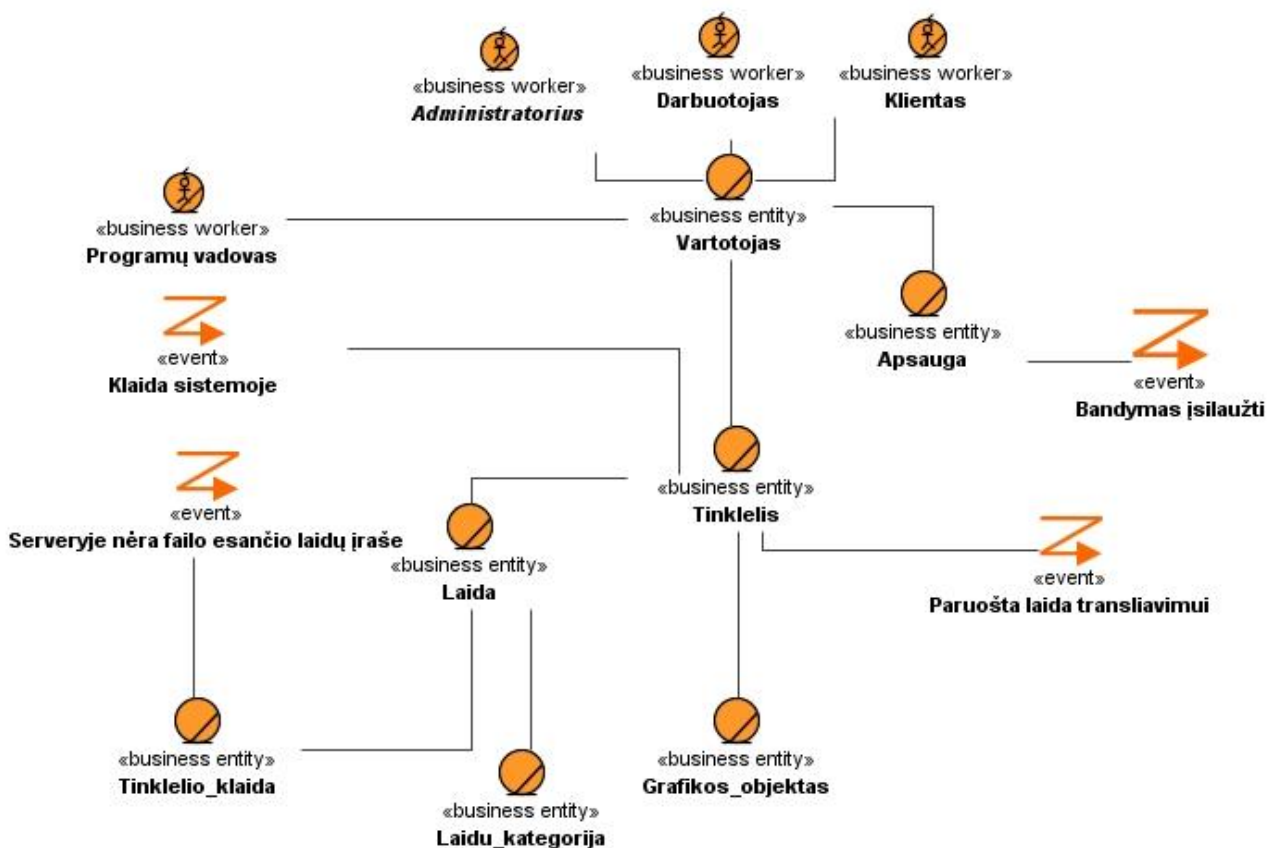 «business worker»
Administratorius
«business worker»
Darbuotojas
«business worker»
Klientas
«business worker»
Programų vadovas
«business entity»
Vartotojas
«event»
Klaida sistemoje
«business entity»
Apsauga
«event»
Bandymas įsilaužti
«event»
Serveryje nėra failo esančio laidų įraše
«business entity»
Tinklelis
«business entity»
Laida
«event»
Paruošta laida transliavimui
«business entity»
Tinklelio_klaida
«business entity»
Laidu_kategorija
«business entity»
Grafikos_objektas